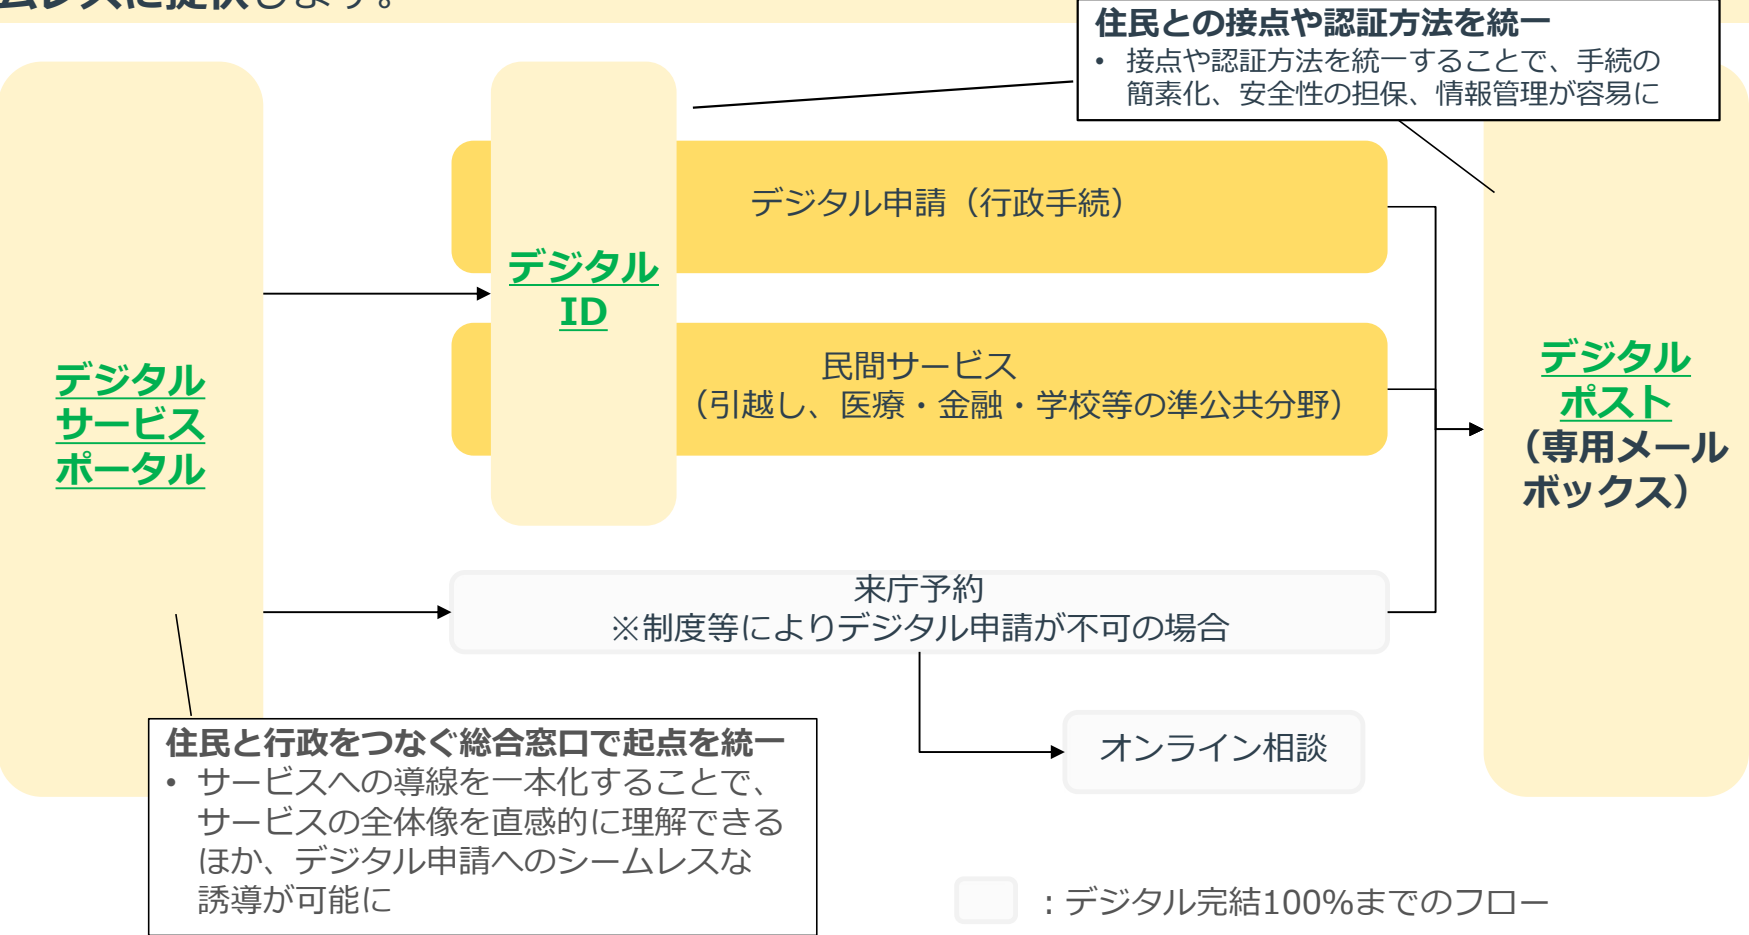 ムレスに提供します。
住民との接点や認証方法を統一
• 接点や認証方法を統一することで、手続の
簡素化、安全性の担保、情報管理が容易に
デジタル申請（行政手続）
デジタル
ID
民間サービス
（引越し、医療・金融・学校等の準公共分野）
デジタル
サービス
ポータル
デジタル
ポスト
（専用メール
ボックス）
来庁予約
※制度等によりデジタル申請が不可の場合
オンライン相談
住民と行政をつなぐ総合窓口で起点を統一
• サービスへの導線を一本化することで、
サービスの全体像を直感的に理解できる
ほか、デジタル申請へのシームレスな
誘導が可能に
：デジタル完結100%までのフロー